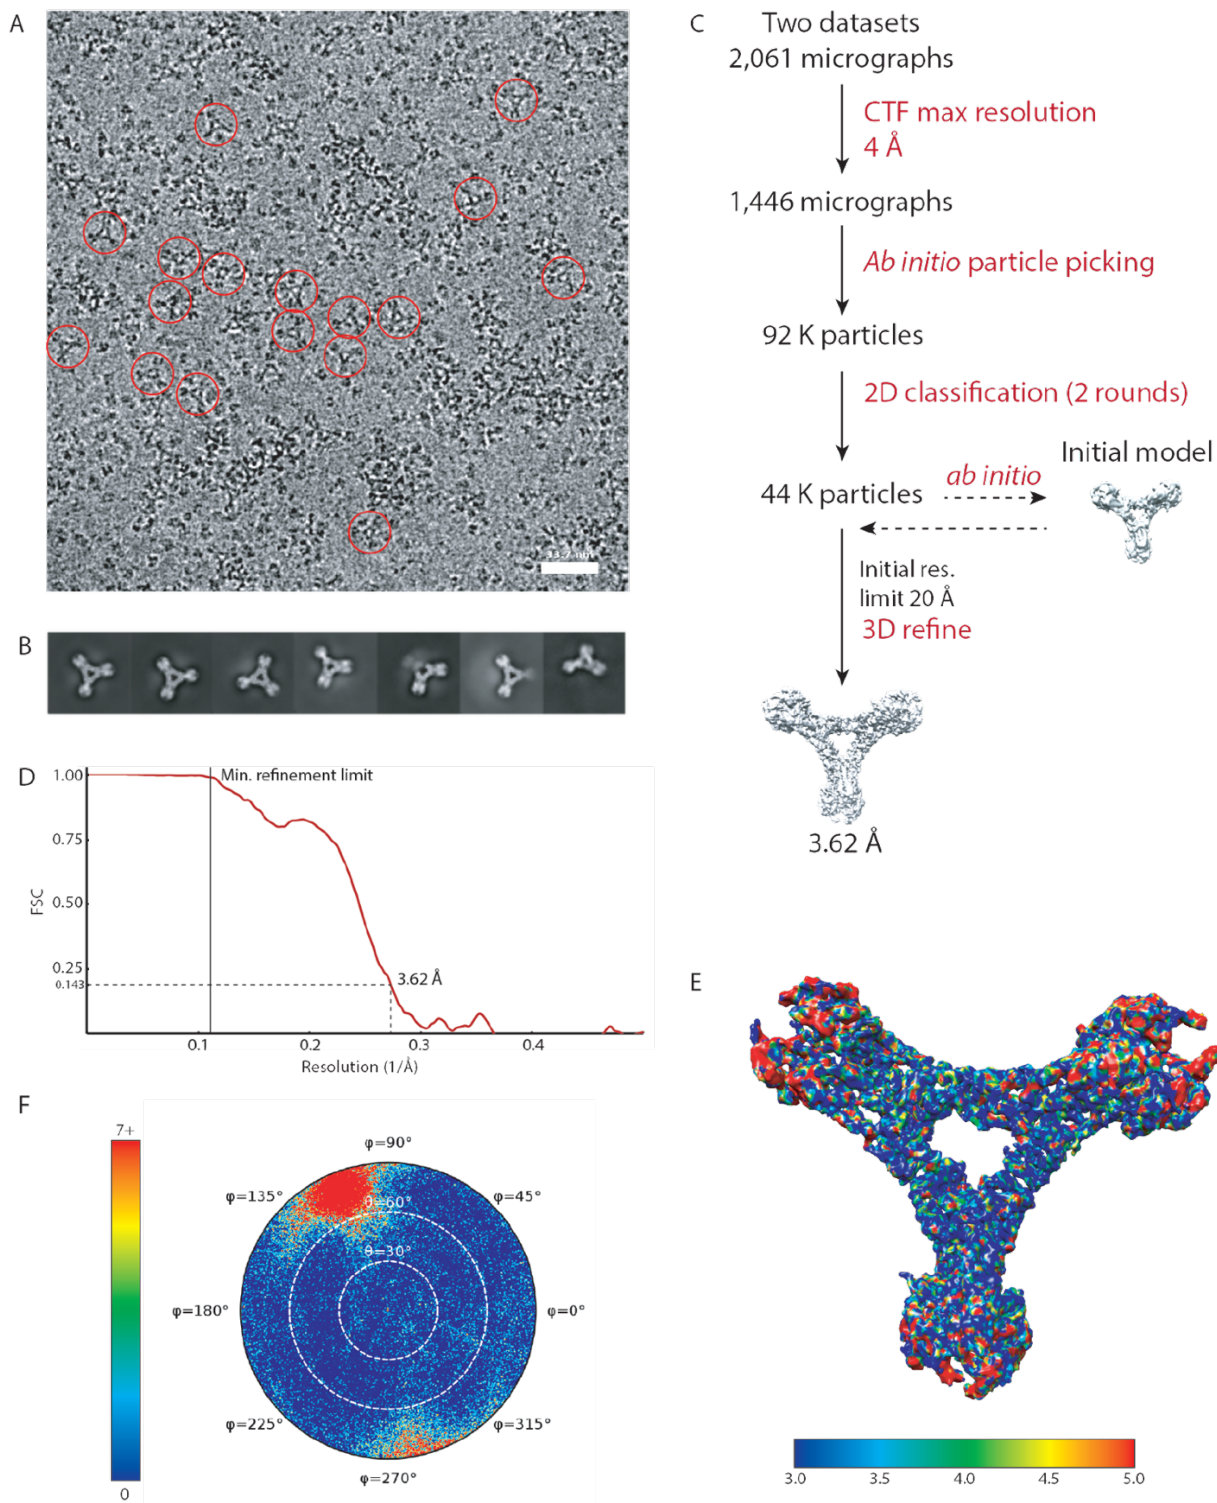 A
33.7 nm
B
C
Two datasets
2,061 micrographs
CTF max resolution
4 Å
1,446 micrographs
Ab initio particle picking
92 K particles
2D classification (2 rounds)
44 K particles
ab initio
Initial model
Initial res.
limit 20 Å
3D refine
3.62 Å
D
1.00
Min. refinement limit
0.75
FSC
0.50
0.25
0.143
3.62 Å
0.1
0.2
0.3
0.4
Resolution (1/Å)
E
3.0
3.5
4.0
4.5
5.0
F
7+
0
φ=90°
φ=135°
φ=45°
θ=60°
θ=30°
φ=180°
φ=0°
φ=225°
φ=315°
φ=270°